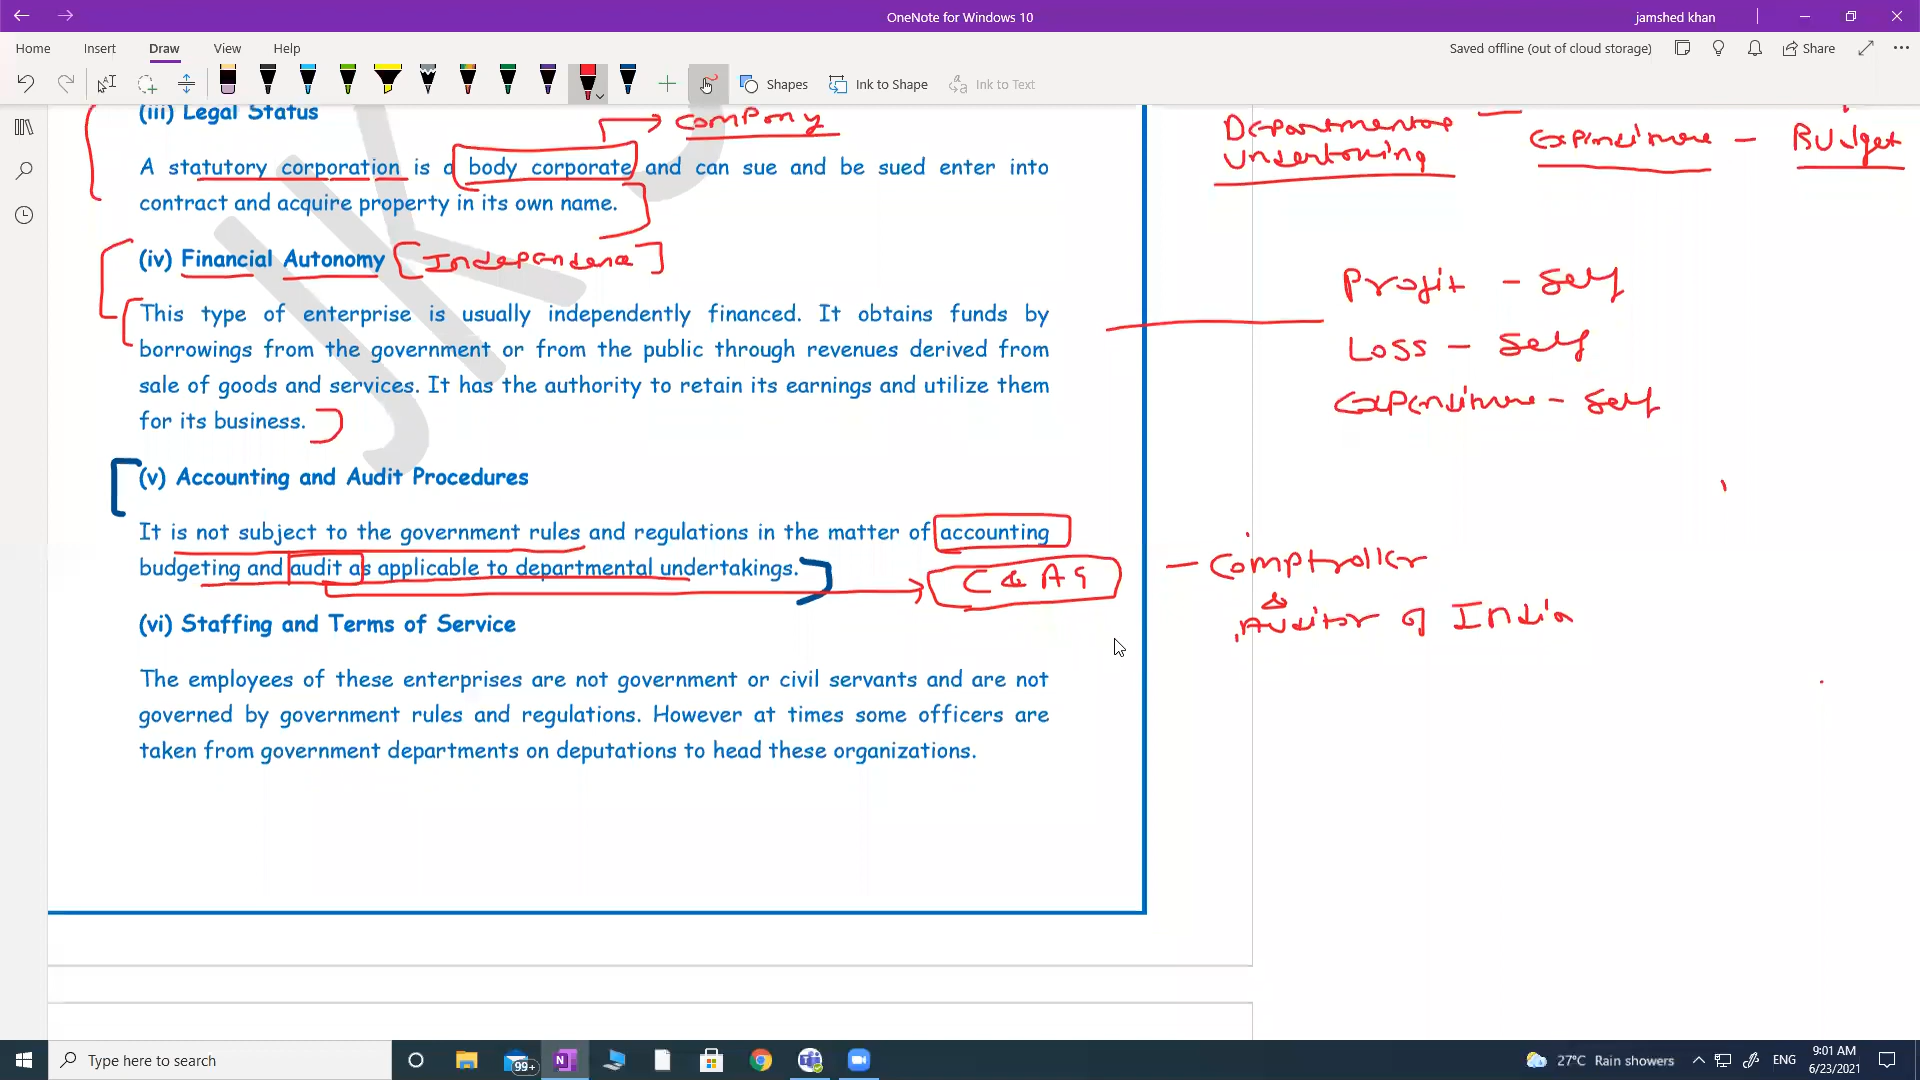 OneNote for Windows 10
jamshed khan
Home Insert Draw View Help
Saved offline (out of cloud storage)
Share
Shapes
Ink to Shape
Ink to Text
(iii) Legal Status
Company
A statutory corporation is a body corporate and can sue and be sued enter into
contract and acquire property in its own name.
(iv) Financial Autonomy [Independence]
This type of enterprise is usually independently financed. It obtains funds by
borrowings from the government or from the public through revenues derived from
sale of goods and services. It has the authority to retain its earnings and utilize them
for its business.
(v) Accounting and Audit Procedures
It is not subject to the government rules and regulations in the matter of accounting
budgeting and audit as applicable to departmental undertakings.
C & AG
(vi) Staffing and Terms of Service
The employees of these enterprises are not government or civil servants and are not
governed by government rules and regulations. However at times some officers are
taken from government departments on deputations to head these organizations.
JK
Departmental
Undertaking
— Expenditure — Budget
Profit - Self
Loss - Self
Expenditure - Self
- Comptroller
&
Auditor of India
Type here to search
99+
27°C Rain showers
ENG
9:01 AM
6/23/2021